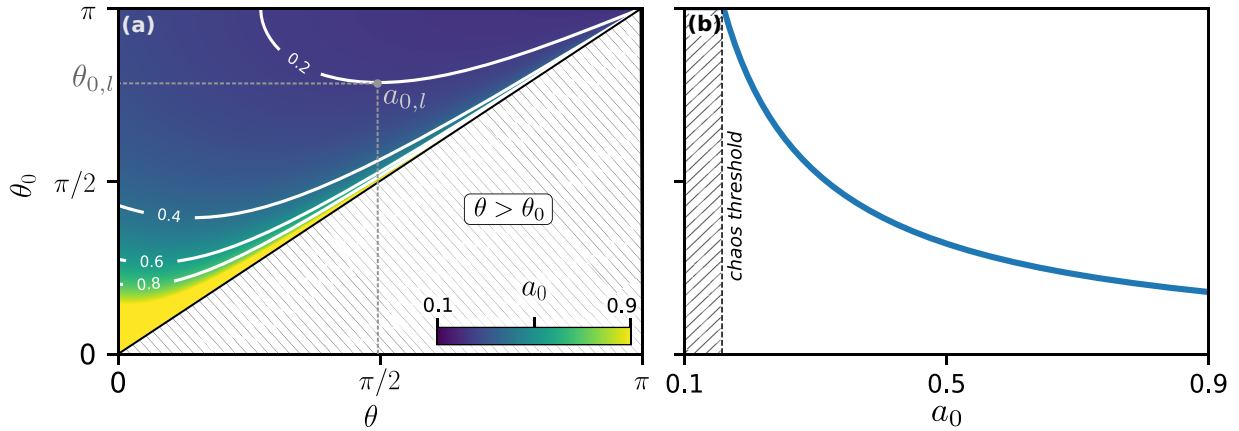 (a)
π
θ₀,ₗ
π/2
θ₀
0
0.2
a₀,ₗ
0.4
0.6
0.8
θ > θ₀
a₀
0.1
0.9
0
π/2
π
θ
(b)
chaos threshold
0.1
0.5
0.9
a₀